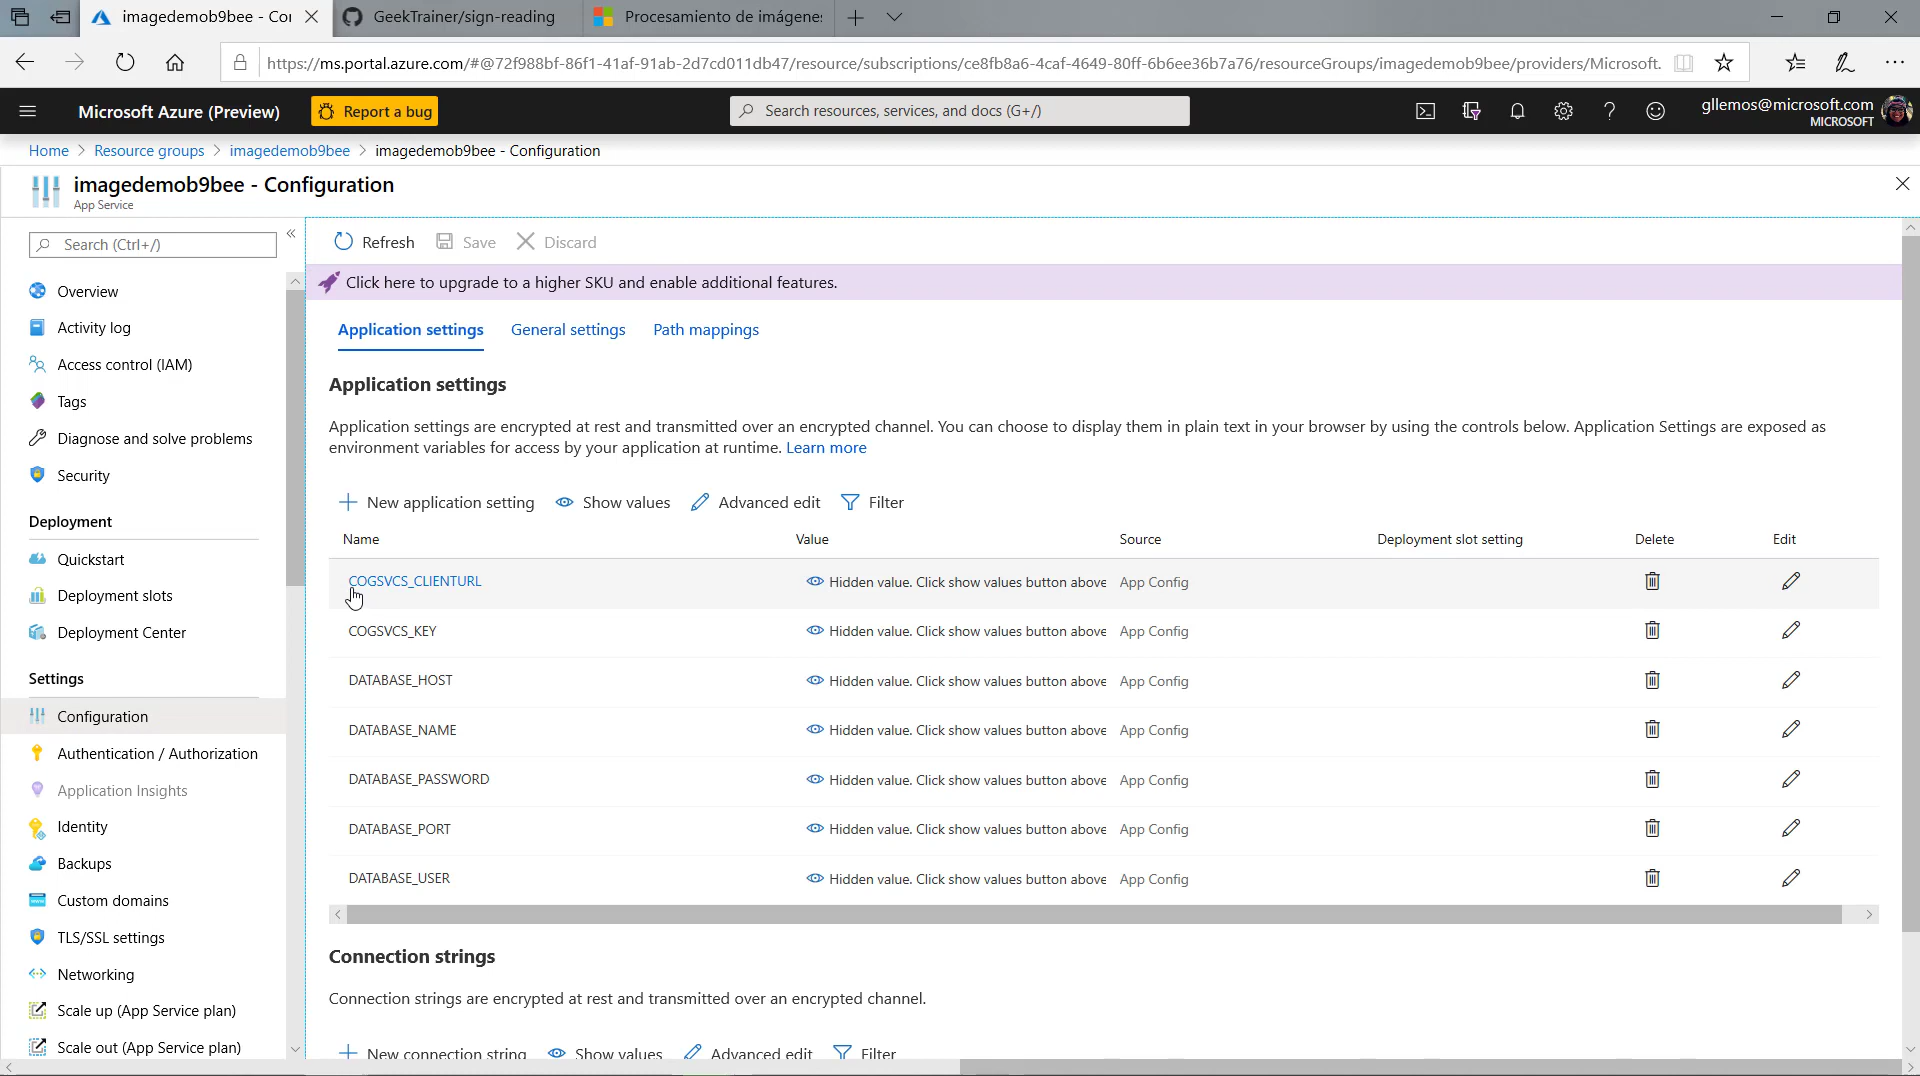 imagedemob9bee - Co
GeekTrainer/sign-reading
Procesamiento de imágene
https://ms.portal.azure.com/#@72f988bf-86f1-41af-91ab-2d7cd011db47/resource/subscriptions/ce8fb8a6-4caf-4649-80ff-6b6ee36b7a76/resourceGroups/imagedemob9bee/providers/Microsoft.
Microsoft Azure (Preview)
Report a bug
Search resources, services, and docs (G+/)
gllemos@microsoft.com
MICROSOFT
Home > Resource groups > imagedemob9bee > imagedemob9bee - Configuration
imagedemob9bee - Configuration
App Service
Search (Ctrl+/)
Overview
Activity log
Access control (IAM)
Tags
Diagnose and solve problems
Security
Deployment
Quickstart
Deployment slots
Deployment Center
Settings
Configuration
Authentication / Authorization
Application Insights
Identity
Backups
Custom domains
TLS/SSL settings
Networking
Scale up (App Service plan)
Scale out (App Service plan)
Refresh Save Discard
Click here to upgrade to a higher SKU and enable additional features.
Application settings General settings Path mappings
Application settings
Application settings are encrypted at rest and transmitted over an encrypted channel. You can choose to display them in plain text in your browser by using the controls below. Application Settings are exposed as
environment variables for access by your application at runtime. Learn more
New application setting Show values Advanced edit Filter
Name Value Source Deployment slot setting Delete Edit
COGSVCS_CLIENTURL Hidden value. Click show values button above App Config
COGSVCS_KEY Hidden value. Click show values button above App Config
DATABASE_HOST Hidden value. Click show values button above App Config
DATABASE_NAME Hidden value. Click show values button above App Config
DATABASE_PASSWORD Hidden value. Click show values button above App Config
DATABASE_PORT Hidden value. Click show values button above App Config
DATABASE_USER Hidden value. Click show values button above App Config
Connection strings
Connection strings are encrypted at rest and transmitted over an encrypted channel.
New connection string Show values Advanced edit Filter